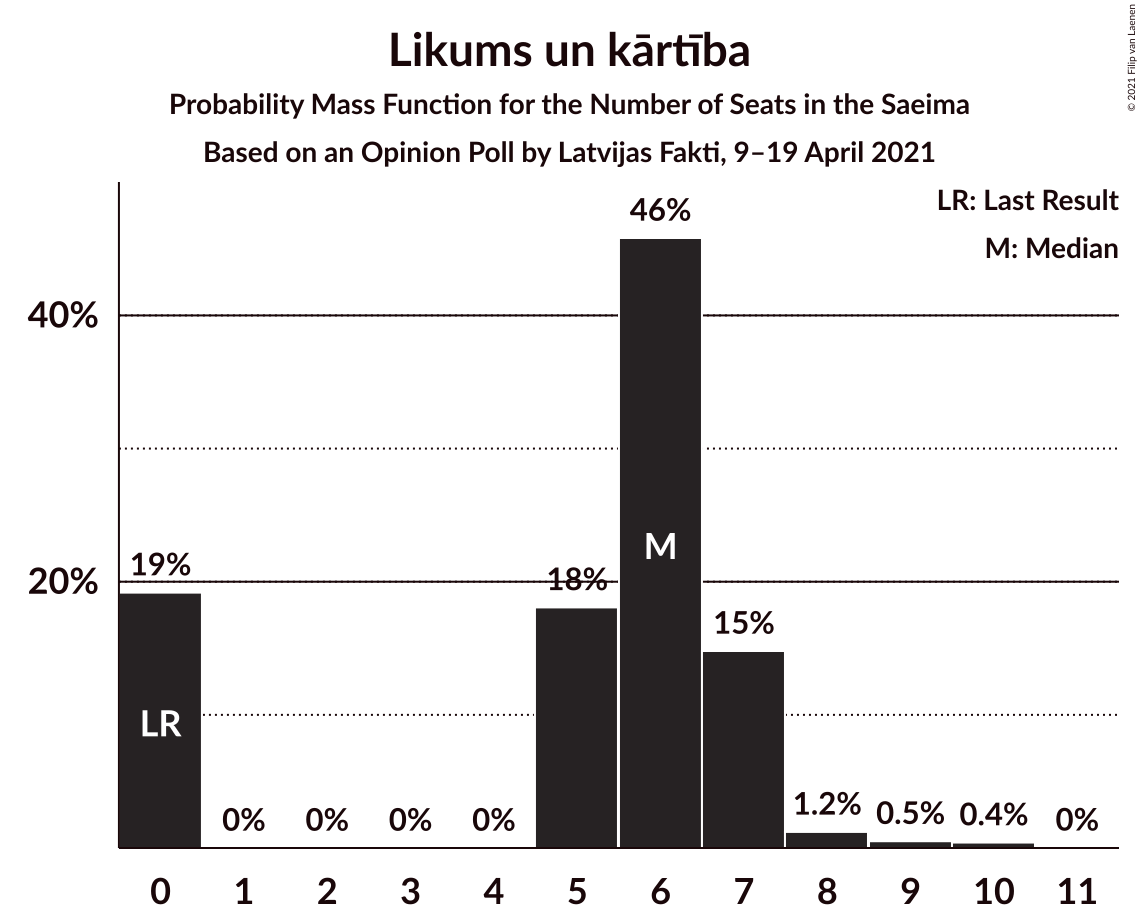 Likums un kārtība
Probability Mass Function for the Number of Seats in the Saeima
Based on an Opinion Poll by Latvijas Fakti, 9–19 April 2021
© 2021 Filip van Laenen
LR: Last Result
M: Median
46%
40%
M
19%
20%
18%
15%
LR
0%
0%
0%
0%
1.2%
0.5%
0.4%
0%
0 1 2 3 4 5 6 7 8 9 10 11